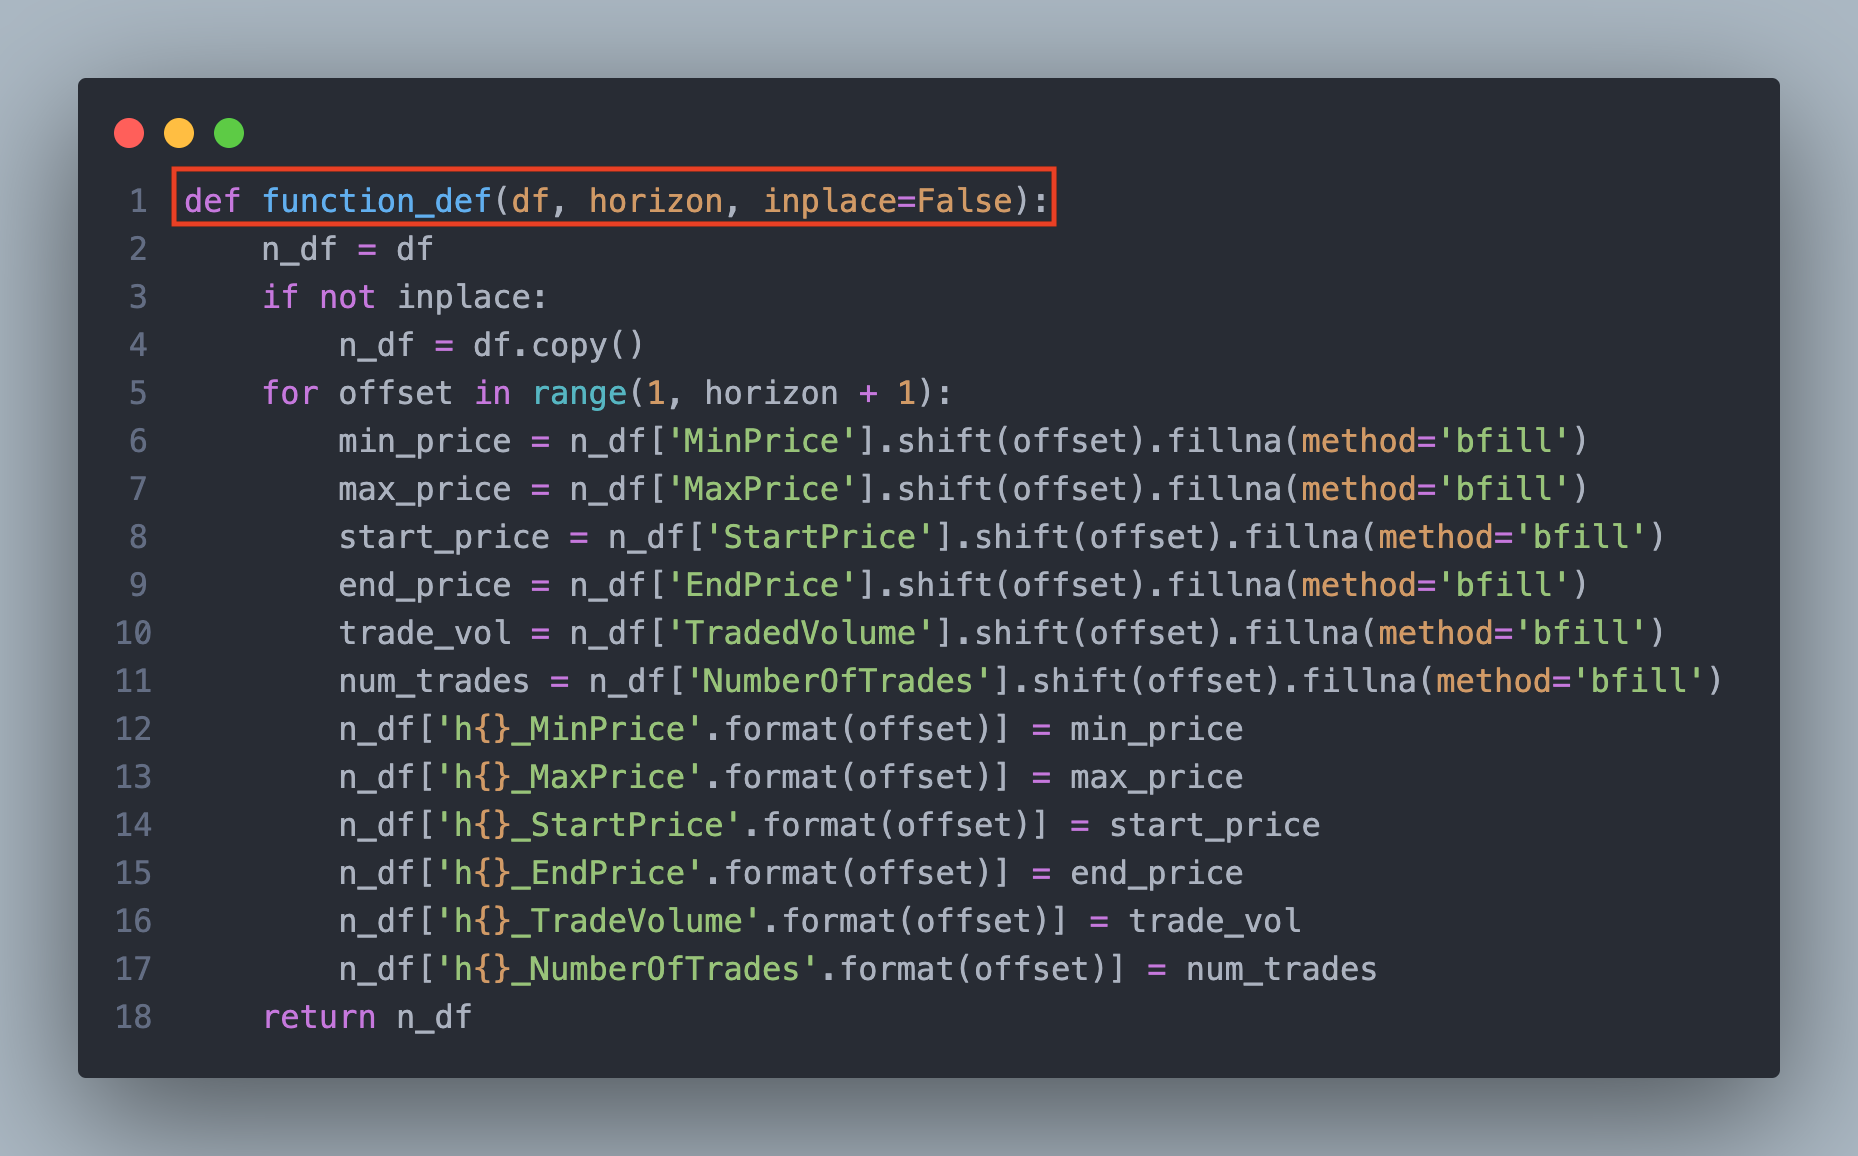 1 def function_def(df, horizon, inplace=False):
2     n_df = df
3     if not inplace:
4         n_df = df.copy()
5     for offset in range(1, horizon + 1):
6         min_price = n_df['MinPrice'].shift(offset).fillna(method='bfill')
7         max_price = n_df['MaxPrice'].shift(offset).fillna(method='bfill')
8         start_price = n_df['StartPrice'].shift(offset).fillna(method='bfill')
9         end_price = n_df['EndPrice'].shift(offset).fillna(method='bfill')
10         trade_vol = n_df['TradedVolume'].shift(offset).fillna(method='bfill')
11         num_trades = n_df['NumberOfTrades'].shift(offset).fillna(method='bfill')
12         n_df['h{}_MinPrice'.format(offset)] = min_price
13         n_df['h{}_MaxPrice'.format(offset)] = max_price
14         n_df['h{}_StartPrice'.format(offset)] = start_price
15         n_df['h{}_EndPrice'.format(offset)] = end_price
16         n_df['h{}_TradeVolume'.format(offset)] = trade_vol
17         n_df['h{}_NumberOfTrades'.format(offset)] = num_trades
18     return n_df